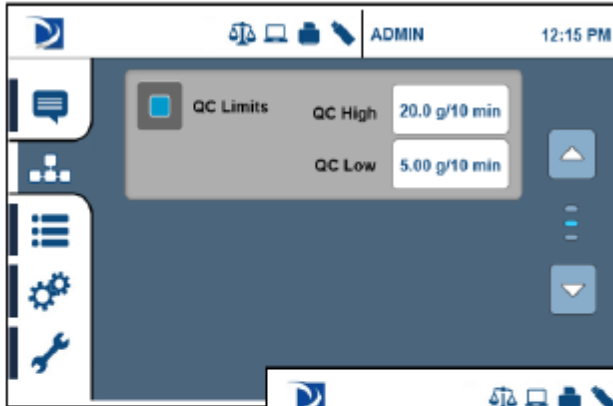 ADMIN 12:15 PM
QC Limits QC High 20.0 g/10 min
QC Low 5.00 g/10 min